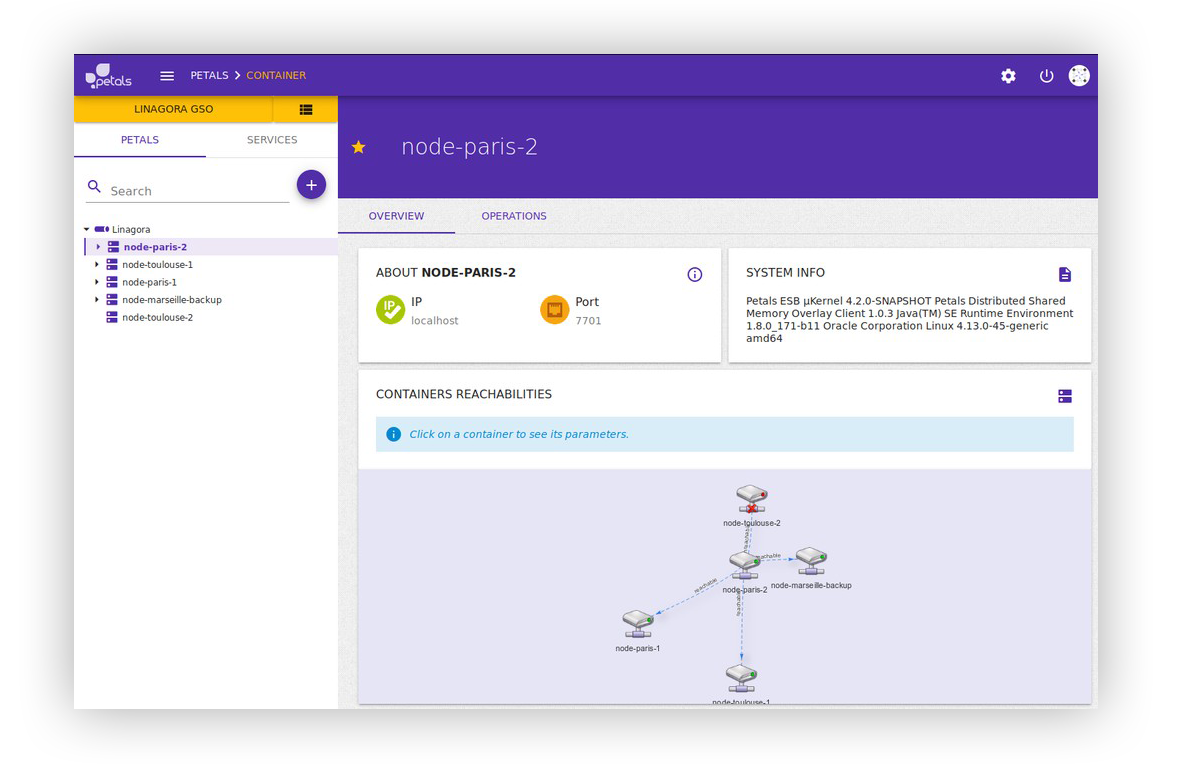 petals
PETALS
CONTAINER
LINAGORA GSO
PETALS
SERVICES
Search
Linagora
node-paris-2
node-toulouse-1
node-paris-1
node-marseille-backup
node-toulouse-2
node-paris-2
OVERVIEW
OPERATIONS
ABOUT NODE-PARIS-2
IP
IP
localhost
Port
7701
SYSTEM INFO
Petals ESB µKernel 4.2.0-SNAPSHOT Petals Distributed Shared
Memory Overlay Client 1.0.3 Java(TM) SE Runtime Environment
1.8.0_171-b11 Oracle Corporation Linux 4.13.0-45-generic
amd64
CONTAINERS REACHABILITIES
Click on a container to see its parameters.
node-toulouse-2
reachable
reachable
node-paris-2
node-marseille-backup
reachable
reachable
node-paris-1
node-toulouse-1